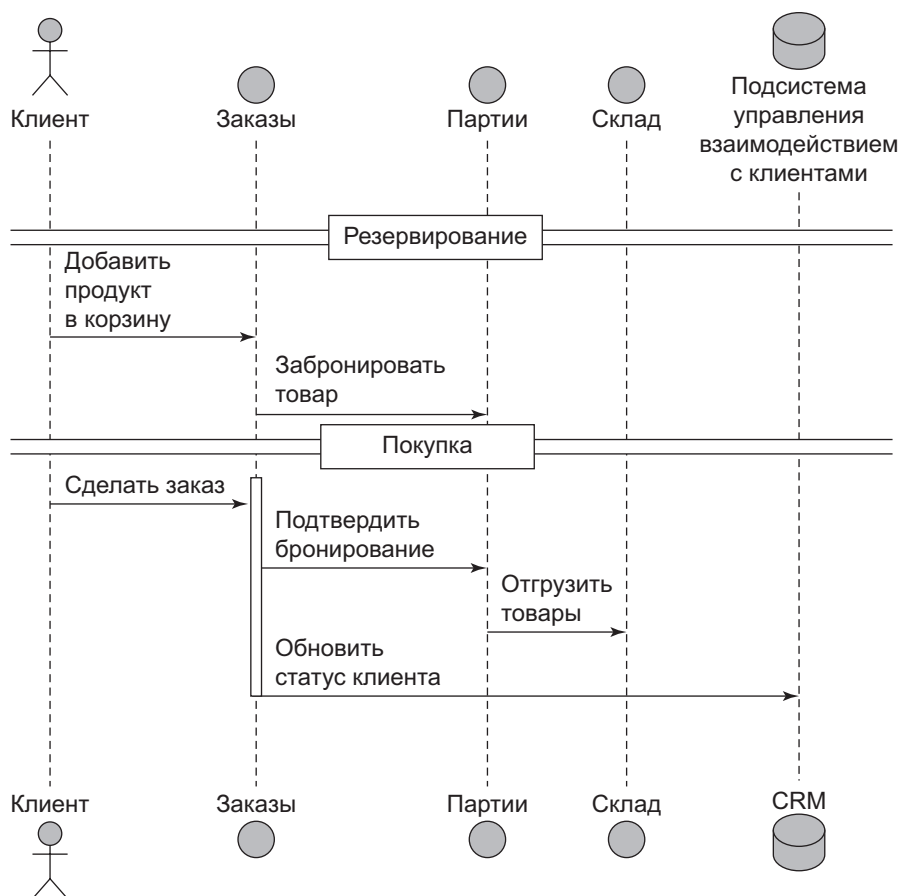 Клиент
Заказы
Партии
Склад
Подсистема
управления
взаимодействием
с клиентами
Резервирование
Добавить
продукт
в корзину
Забронировать
товар
Покупка
Сделать заказ
Подтвердить
бронирование
Отгрузить
товары
Обновить
статус клиента
Клиент
Заказы
Партии
Склад
CRM